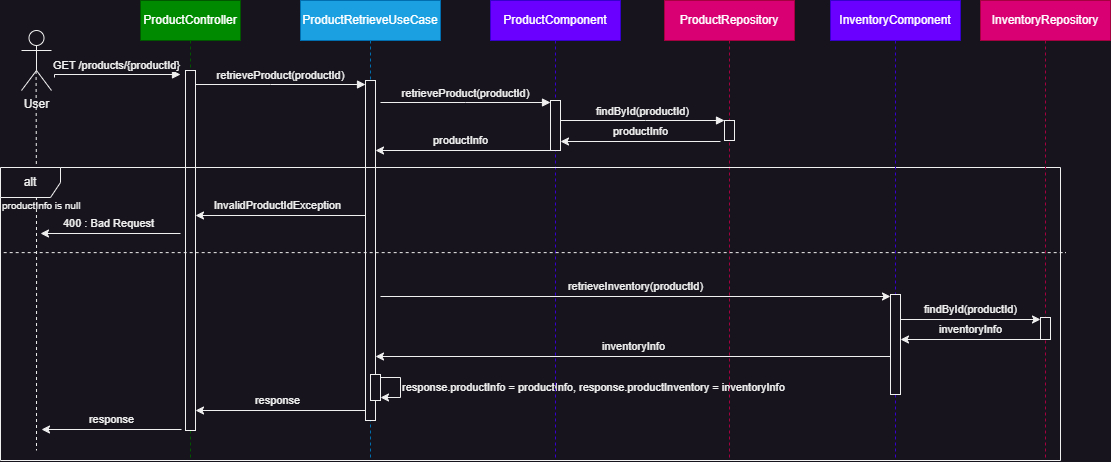 ProductController
ProductRetrieveUseCase
ProductComponent
ProductRepository
InventoryComponent
InventoryRepository
GET /products/{productId}
retrieveProduct(productId)
User
retrieveProduct(productId)
findById(productId)
productInfo
productInfo
alt
productInfo is null
InvalidProductIdException
400 : Bad Request
retrieveInventory(productId)
findById(productId)
inventoryInfo
inventoryInfo
response.productInfo = productInfo, response.productInventory = inventoryInfo
response
response